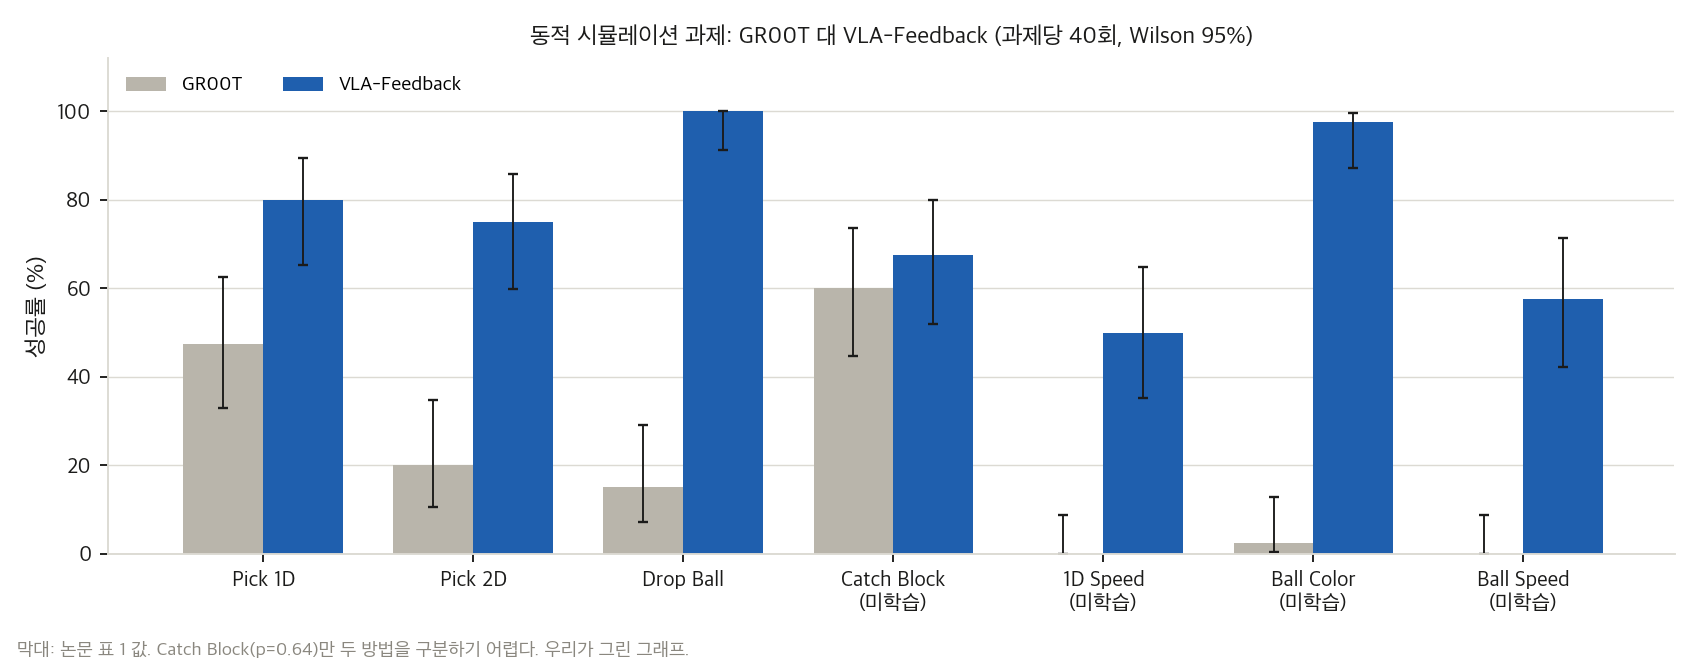 동적 시뮬레이션 과제: GR00T 대 VLA-Feedback (과제당 40회, Wilson 95%)
GR00T
VLA-Feedback
성공률 (%)
100
80
60
40
20
0
Pick 1D
Pick 2D
Drop Ball
Catch Block
(미학습)
1D Speed
(미학습)
Ball Color
(미학습)
Ball Speed
(미학습)
막대: 논문 표 1 값. Catch Block(p=0.64)만 두 방법을 구분하기 어렵다. 우리가 그린 그래프.